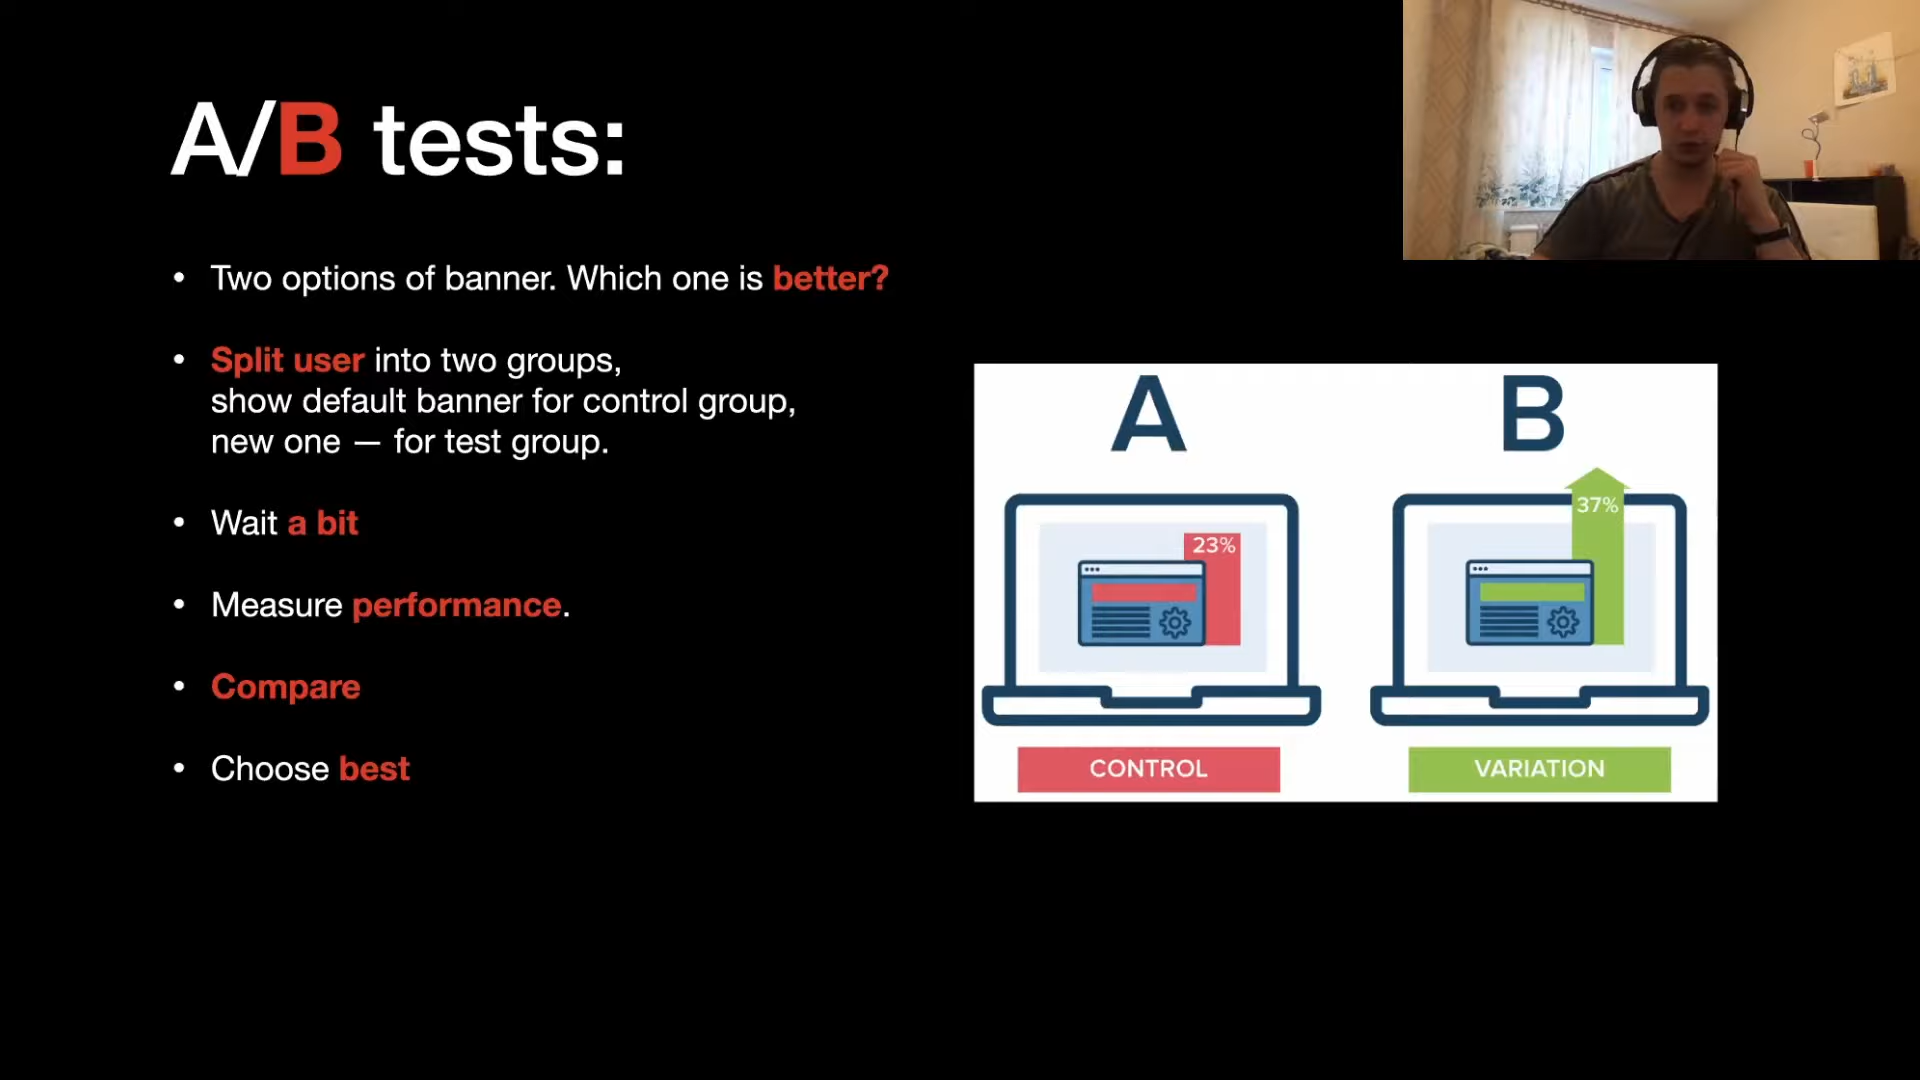 A/B tests:
• Two options of banner. Which one is better?
• Split user into two groups,
show default banner for control group,
new one — for test group.
• Wait a bit
• Measure performance.
• Compare
• Choose best
A
B
23%
37%
CONTROL
VARIATION